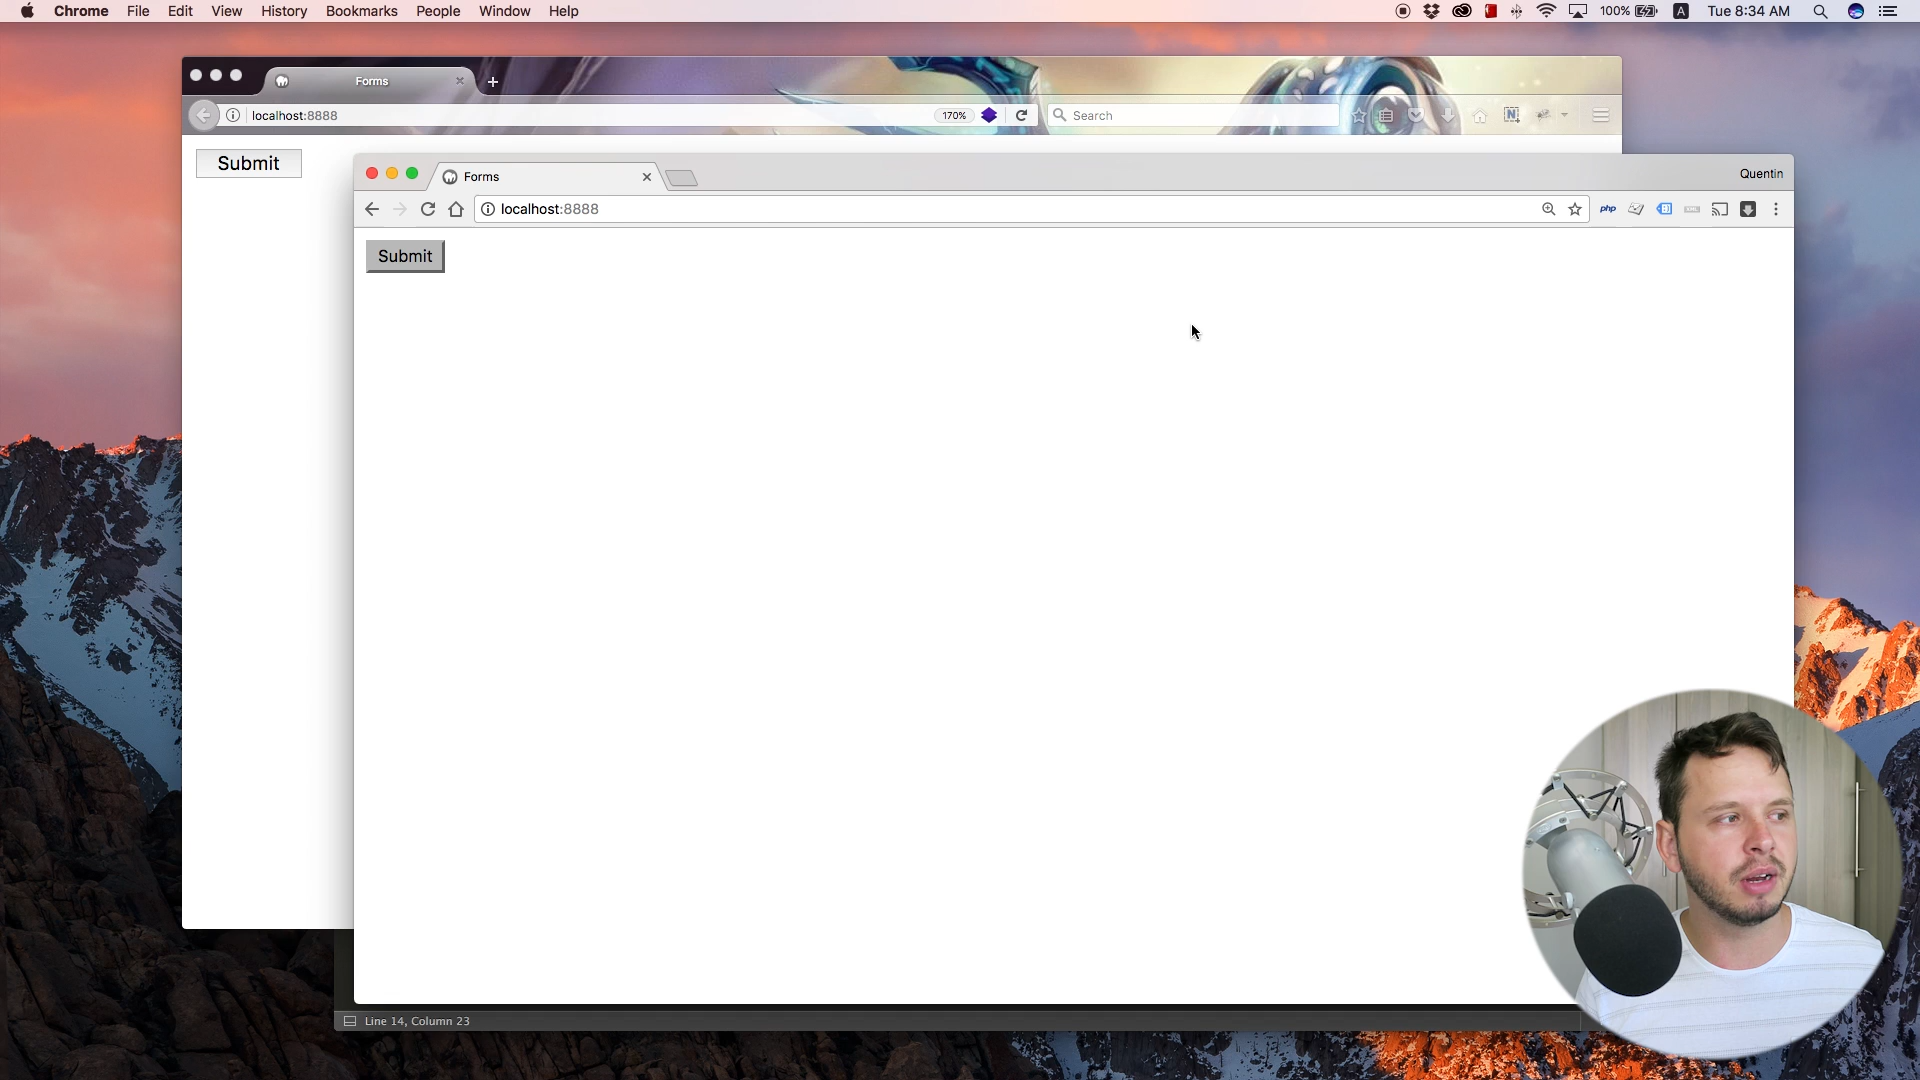 Chrome File Edit View History Bookmarks People Window Help 100% A Tue 8:34 AM
Forms
localhost:8888 170% Search
Submit
Forms Quentin
localhost:8888 php
Submit
Line 14, Column 23